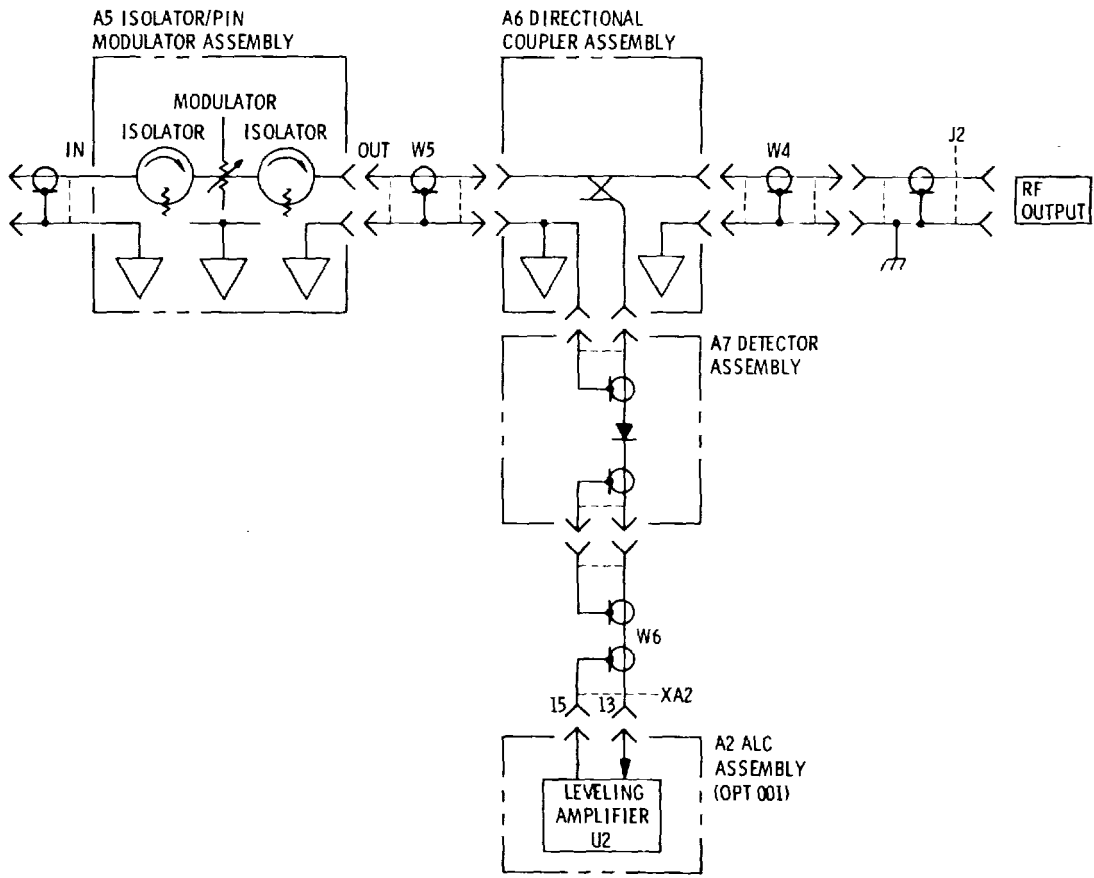 A5 ISOLATOR/PIN
MODULATOR ASSEMBLY
A6 DIRECTIONAL
COUPLER ASSEMBLY
MODULATOR
ISOLATOR
ISOLATOR
IN
OUT
W5
W4
J2
RF
OUTPUT
A7 DETECTOR
ASSEMBLY
W6
15
13
XA2
A2 ALC
ASSEMBLY
(OPT 001)
LEVELING
AMPLIFIER
U2